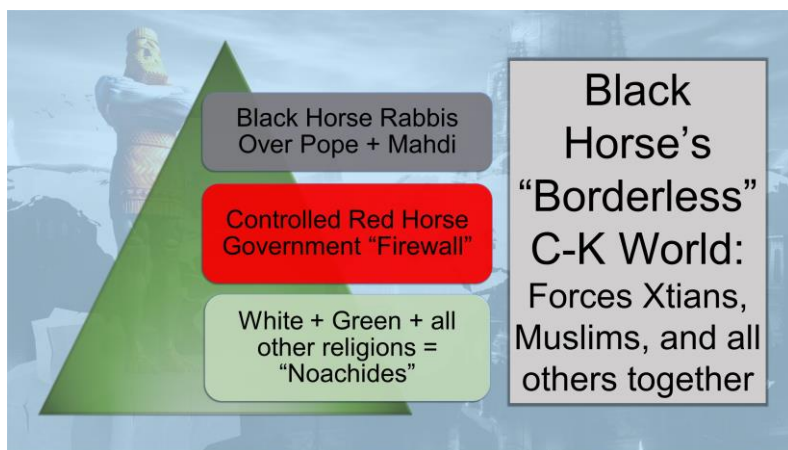 Black Horse Rabbis
Over Pope + Mahdi
Controlled Red Horse
Government “Firewall”
White + Green + all
other religions =
“Noachides”
Black
Horse’s
“Borderless”
C-K World:
Forces Xtians,
Muslims, and all
others together